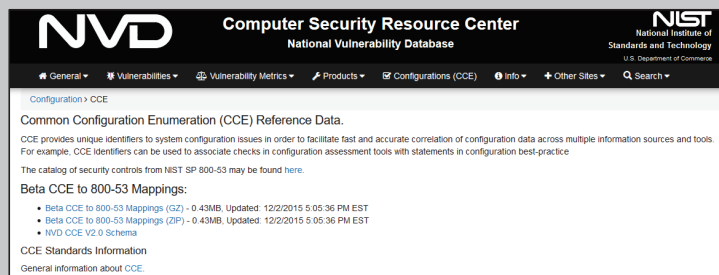 NVD
Computer Security Resource Center
National Vulnerability Database
NIST
National Institute of
Standards and Technology
U.S. Department of Commerce
General Vulnerabilities Vulnerability Metrics Products Configurations (CCE) Info Other Sites Search
Configuration > CCE
Common Configuration Enumeration (CCE) Reference Data.
CCE provides unique identifiers to system configuration issues in order to facilitate fast and accurate correlation of configuration data across multiple information sources and tools.
For example, CCE Identifiers can be used to associate checks in configuration assessment tools with statements in configuration best-practice
The catalog of security controls from NIST SP 800-53 may be found here.
Beta CCE to 800-53 Mappings:
• Beta CCE to 800-53 Mappings (GZ) - 0.43MB, Updated: 12/2/2015 5:05:36 PM EST
• Beta CCE to 800-53 Mappings (ZIP) - 0.43MB, Updated: 12/2/2015 5:05:36 PM EST
• NVD CCE V2.0 Schema
CCE Standards Information
General information about CCE.